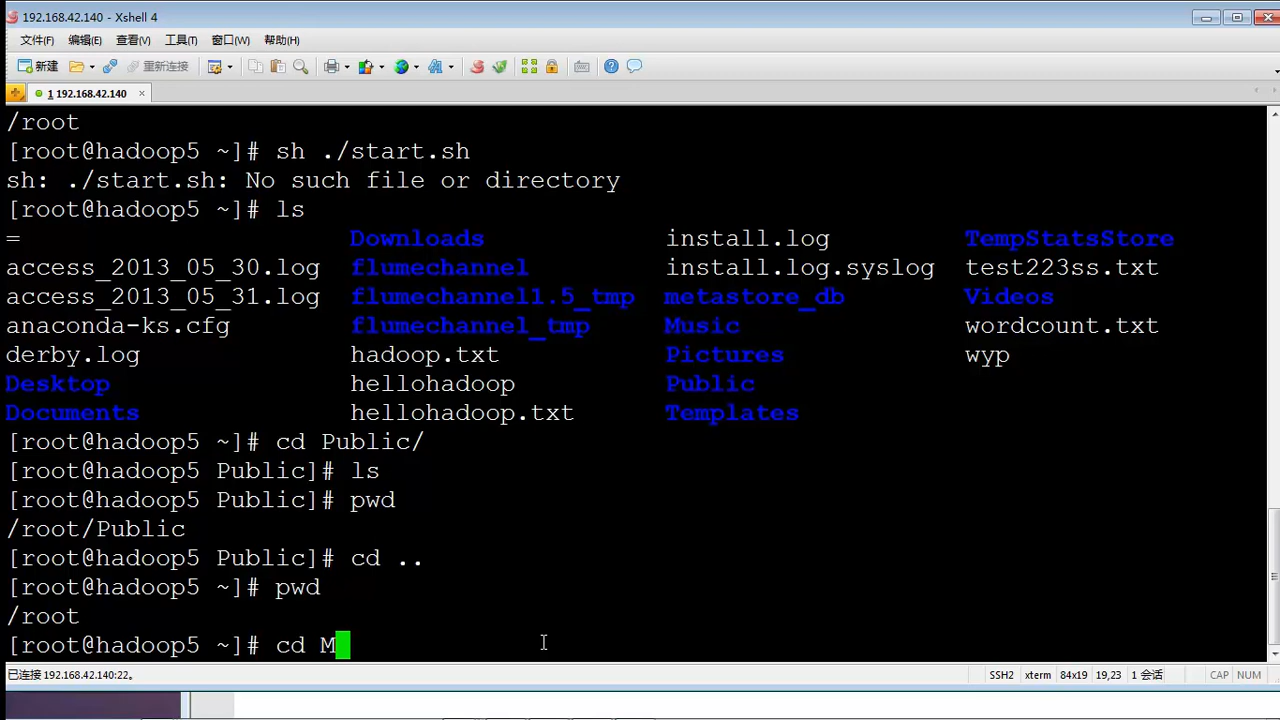 192.168.42.140 - Xshell 4
文件(F) 编辑(E) 查看(V) 工具(T) 窗口(W) 帮助(H)
新建 重新连接
1 192.168.42.140
/root
[root@hadoop5 ~]# sh ./start.sh
sh: ./start.sh: No such file or directory
[root@hadoop5 ~]# ls
= Downloads install.log TempStatsStore
access_2013_05_30.log flumechannel install.log.syslog test223ss.txt
access_2013_05_31.log flumechannel1.5_tmp metastore_db Videos
anaconda-ks.cfg flumechannel_tmp Music wordcount.txt
derby.log hadoop.txt Pictures wyp
Desktop hellohadoop Public
Documents hellohadoop.txt Templates
[root@hadoop5 ~]# cd Public/
[root@hadoop5 Public]# ls
[root@hadoop5 Public]# pwd
/root/Public
[root@hadoop5 Public]# cd ..
[root@hadoop5 ~]# pwd
/root
[root@hadoop5 ~]# cd M
已连接 192.168.42.140:22。 SSH2 xterm 84x19 19,23 1 会话 CAP NUM